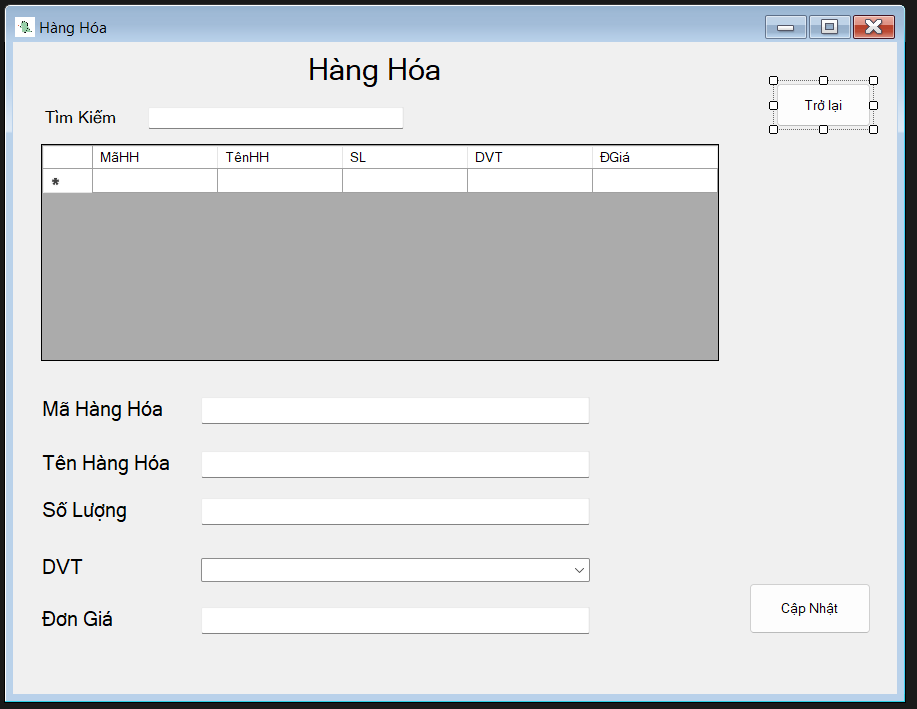 Hàng Hóa
Hàng Hóa
Trở lại
Tìm Kiếm
MãHH TênHH SL DVT ĐGiá
*
Mã Hàng Hóa
Tên Hàng Hóa
Số Lượng
DVT
Cập Nhật
Đơn Giá